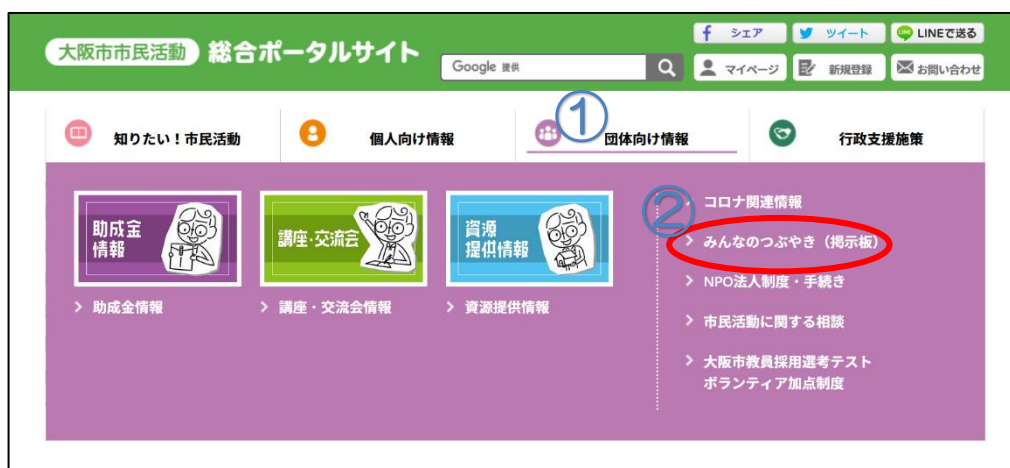 大阪市市民活動 総合ポータルサイト
シェア
ツイート
LINE LINEで送る
Google 提供
マイページ
新規登録
お問い合わせ
①
知りたい!市民活動
個人向け情報
団体向け情報
行政支援施策
助成金
情報
講座・交流会
資源
提供情報
> 助成金情報
> 講座・交流会情報
> 資源提供情報
②
コロナ関連情報
> みんなのつぶやき(掲示板)
> NPO法人制度・手続き
> 市民活動に関する相談
> 大阪市教員採用選考テスト
ボランティア加点制度